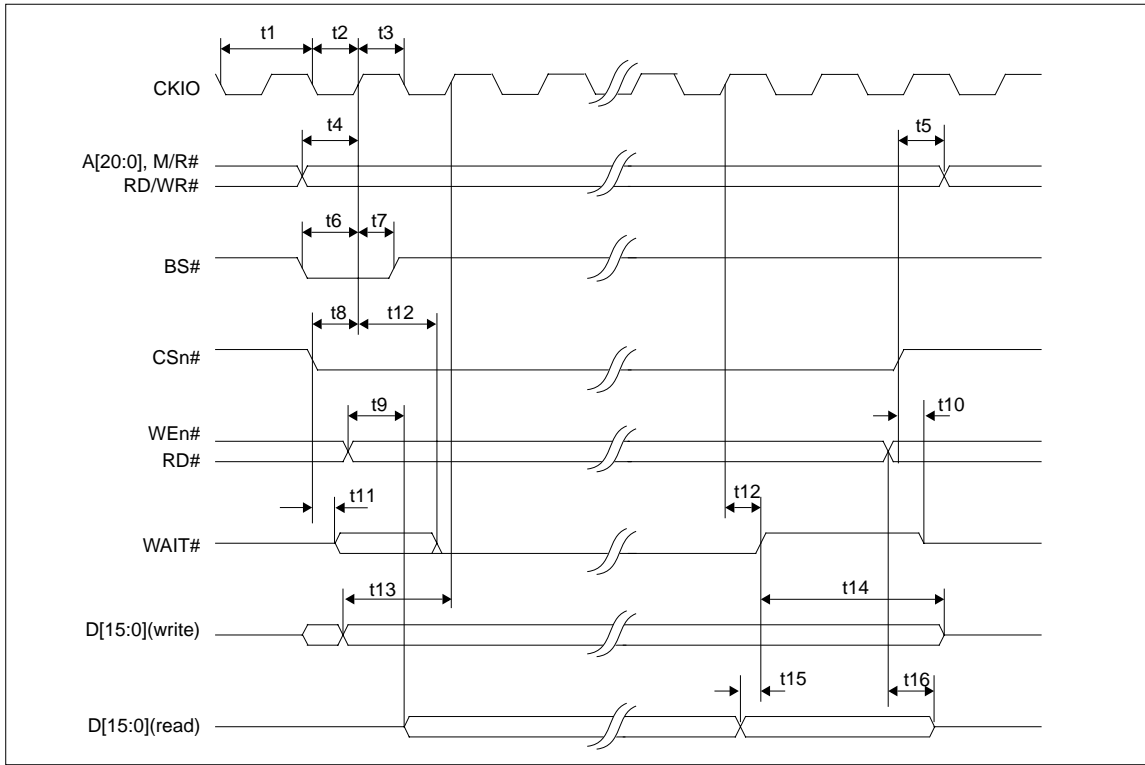 t1 t2 t3
CKIO
t4 t5
A[20:0], M/R#
RD/WR#
t6 t7
BS#
t8 t12
CSn#
t9 t10
WEn#
RD#
t11 t12
WAIT#
t13 t14
D[15:0](write)
t15 t16
D[15:0](read)